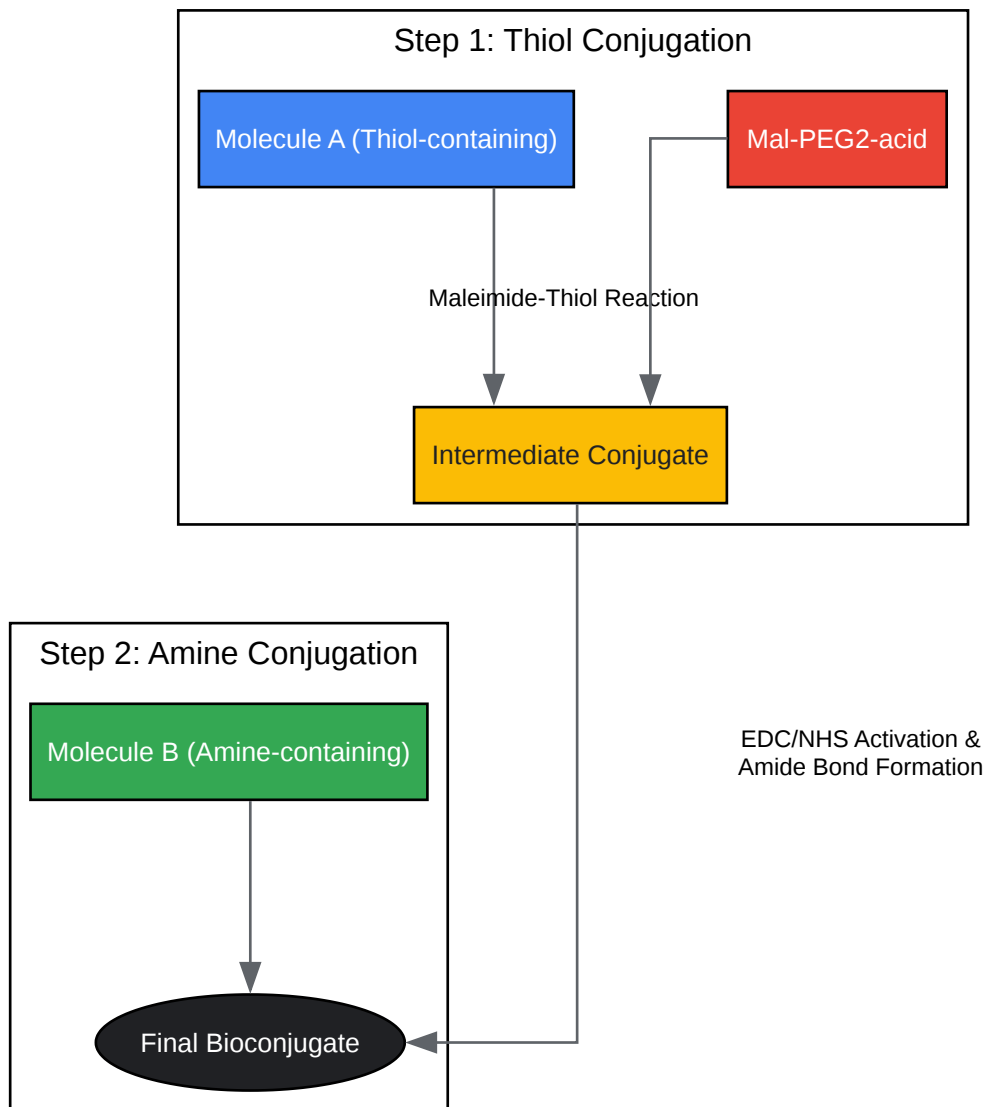 Step 1: Thiol Conjugation
Molecule A (Thiol-containing)
Mal-PEG2-acid
Maleimide-Thiol Reaction
Intermediate Conjugate
Step 2: Amine Conjugation
Molecule B (Amine-containing)
EDC/NHS Activation &
Amide Bond Formation
Final Bioconjugate